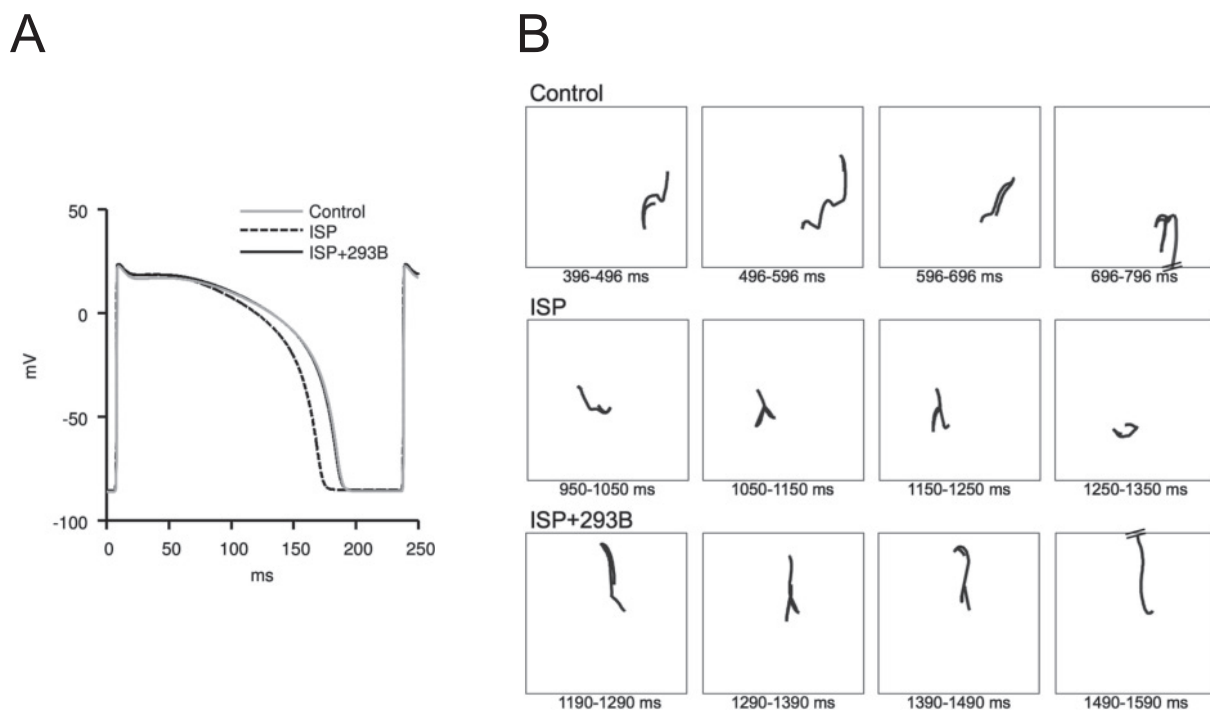 A
50
0
-50
-100
mV
Control
ISP
ISP+293B
0 50 100 150 200 250
ms
B
Control
396-496 ms 496-596 ms 596-696 ms 696-796 ms
ISP
950-1050 ms 1050-1150 ms 1150-1250 ms 1250-1350 ms
ISP+293B
1190-1290 ms 1290-1390 ms 1390-1490 ms 1490-1590 ms